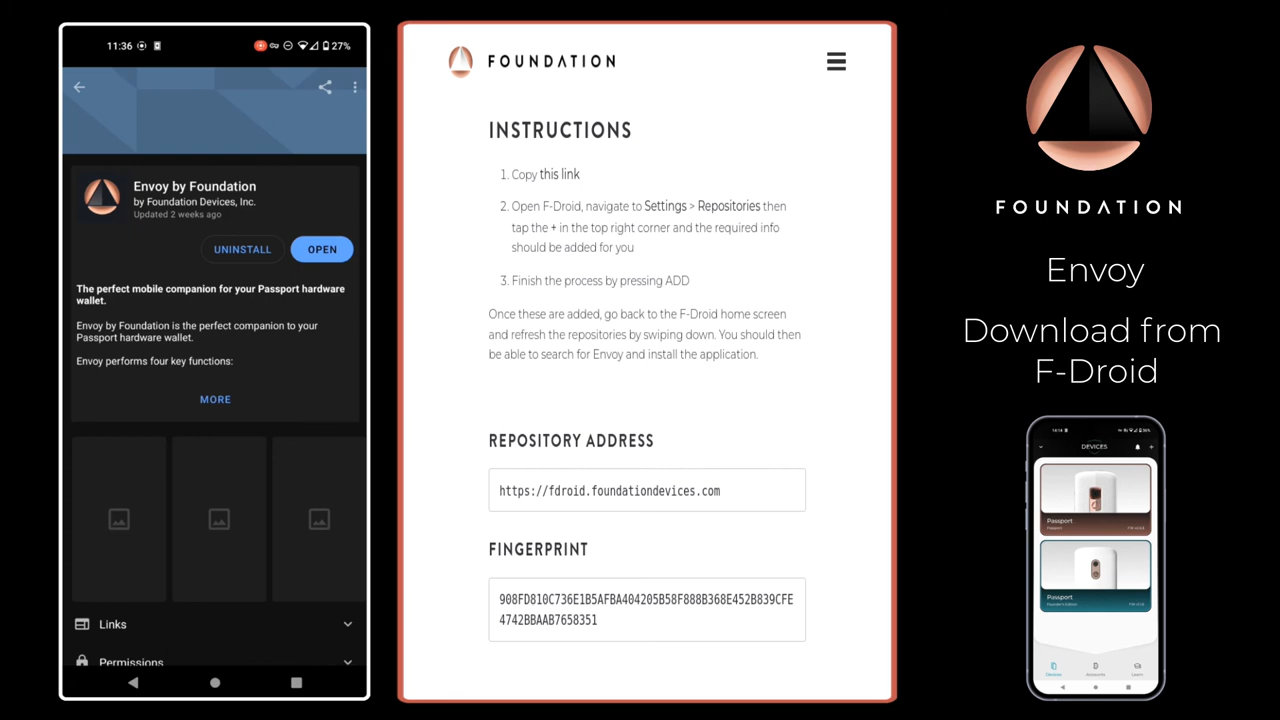 11:36
27%
Envoy by Foundation
by Foundation Devices, Inc.
Updated 2 weeks ago
UNINSTALL
OPEN
The perfect mobile companion for your Passport hardware
wallet.
Envoy by Foundation is the perfect companion to your
Passport hardware wallet.
Envoy performs four key functions:
MORE
Links
Permissions
FOUNDATION
INSTRUCTIONS
1. Copy this link
2. Open F-Droid, navigate to Settings > Repositories then
tap the + in the top right corner and the required info
should be added for you
3. Finish the process by pressing ADD
Once these are added, go back to the F-Droid home screen
and refresh the repositories by swiping down. You should then
be able to search for Envoy and install the application.
REPOSITORY ADDRESS
https://fdroid.foundationdevices.com
FINGERPRINT
908FD810C736E1B5AFBA404205B58F888B368E452B839CFE
4742BBAAB7658351
FOUNDATION
Envoy
Download from
F-Droid
DEVICES
Passport
Passport
Devices
Accounts
Learn